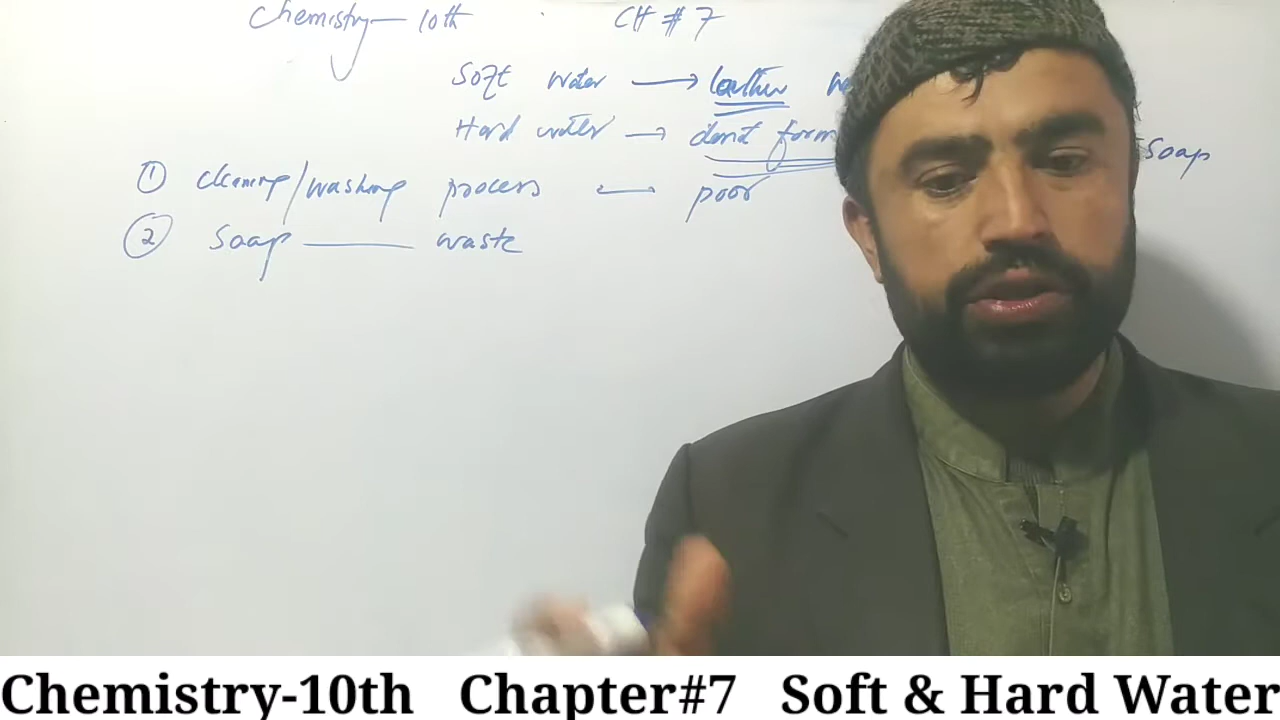 Chemistry- 10th CH # 7
Soft water → lather
Hard water → dont form soap
① cleaning/washing process — poor
② Soap — waste
Chemistry-10th Chapter#7 Soft & Hard Water